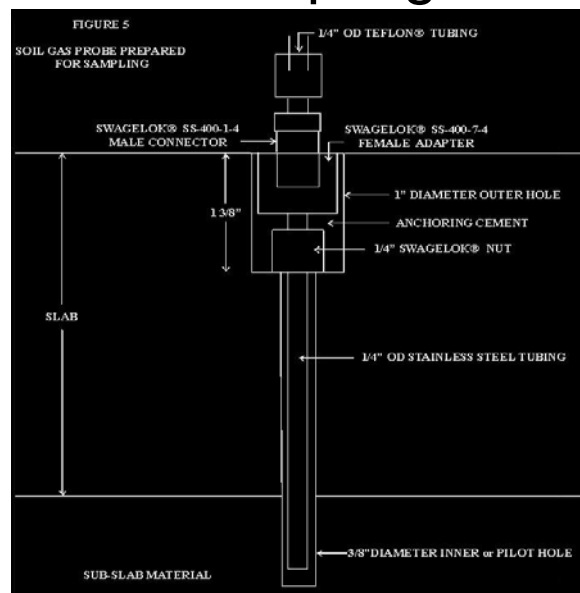 FIGURE 5
SOIL GAS PROBE PREPARED
FOR SAMPLING
1/4" OD TEFLON® TUBING
SWAGELOK® SS-400-1-4
MALE CONNECTOR
SWAGELOK® SS-400-7-4
FEMALE ADAPTER
1" DIAMETER OUTER HOLE
1 3/8"
ANCHORING CEMENT
1/4" SWAGELOK® NUT
SLAB
1/4" OD STAINLESS STEEL TUBING
3/8"DIAMETER INNER or PILOT HOLE
SUB-SLAB MATERIAL